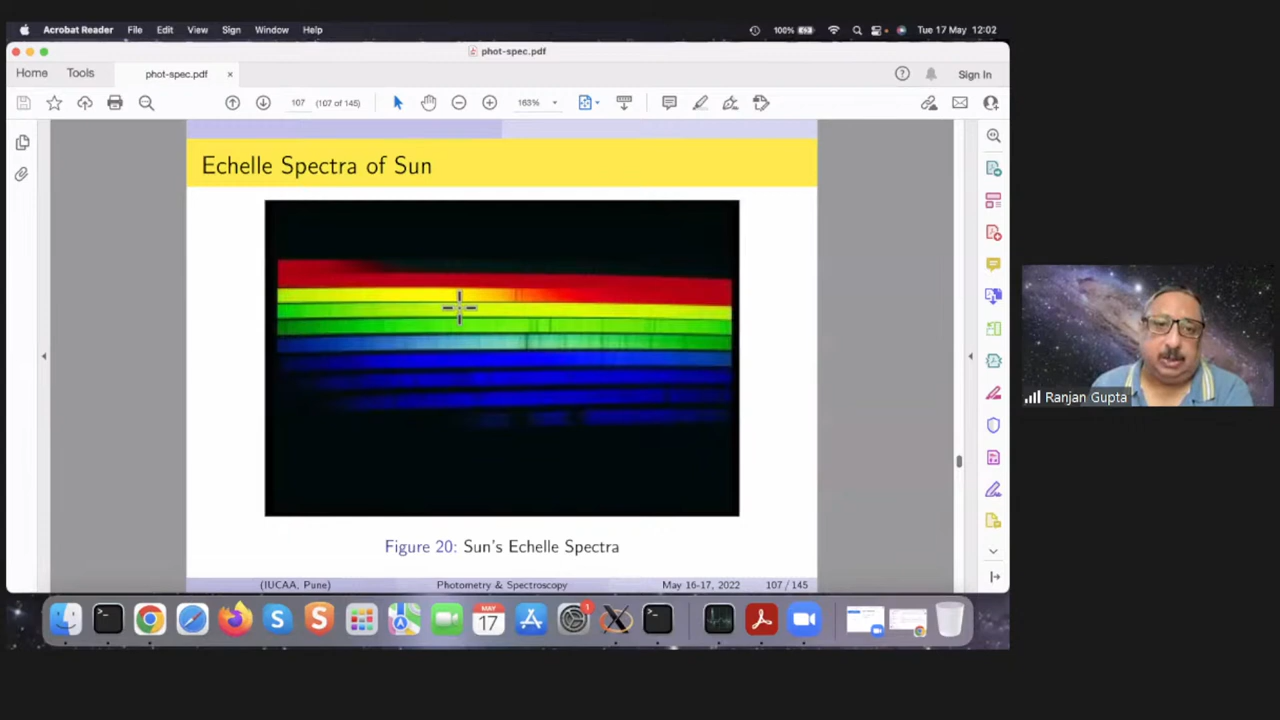 Acrobat Reader File Edit View Sign Window Help 100% Tue 17 May 12:02
phot-spec.pdf
Home Tools phot-spec.pdf × Sign In
107 (107 of 145) 163%
Echelle Spectra of Sun
Ranjan Gupta
Figure 20: Sun's Echelle Spectra
(IUCAA, Pune) Photometry & Spectroscopy May 16-17, 2022 107 / 145
MAY
17
1